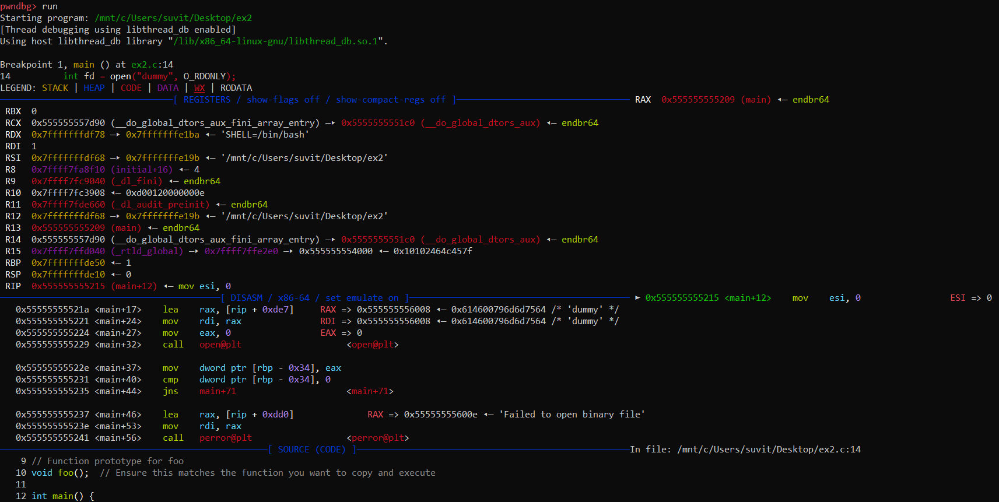 pwndbg> run
Starting program: /mnt/c/Users/suvit/Desktop/ex2
[Thread debugging using libthread_db enabled]
Using host libthread_db library "/lib/x86_64-linux-gnu/libthread_db.so.1".
Breakpoint 1, main () at ex2.c:14
14          int fd = open("dummy", O_RDONLY);
LEGEND: STACK | HEAP | CODE | DATA | WX | RODATA
─────────────────────────────────[ REGISTERS / show-flags off / show-compact-regs off ]───────────────────────────────── RAX  0x555555555209 (main) ◂— endbr64
 RBX  0
 RCX  0x555555557d90 (__do_global_dtors_aux_fini_array_entry) —▸ 0x5555555551c0 (__do_global_dtors_aux) ◂— endbr64
 RDX  0x7fffffffdf78 —▸ 0x7fffffffe1ba ◂— 'SHELL=/bin/bash'
 RDI  1
 RSI  0x7fffffffdf68 —▸ 0x7fffffffe19b ◂— '/mnt/c/Users/suvit/Desktop/ex2'
 R8   0x7ffff7fa8f10 (initial+16) ◂— 4
 R9   0x7ffff7fc9040 (_dl_fini) ◂— endbr64
 R10  0x7ffff7fc3908 ◂— 0xd00120000000e
 R11  0x7ffff7fde660 (_dl_audit_preinit) ◂— endbr64
 R12  0x7fffffffdf68 —▸ 0x7fffffffe19b ◂— '/mnt/c/Users/suvit/Desktop/ex2'
 R13  0x555555555209 (main) ◂— endbr64
 R14  0x555555557d90 (__do_global_dtors_aux_fini_array_entry) —▸ 0x5555555551c0 (__do_global_dtors_aux) ◂— endbr64
 R15  0x7ffff7ffd040 (_rtld_global) —▸ 0x7ffff7ffe2e0 —▸ 0x555555554000 ◂— 0x10102464c457f
 RBP  0x7fffffffde50 ◂— 1
 RSP  0x7fffffffde10 ◂— 0
 RIP  0x555555555215 (main+12) ◂— mov esi, 0
──────────────────────────────────────────[ DISASM / x86-64 / set emulate on ]────────────────────────────────────────── ► 0x555555555215 <main+12>    mov    esi, 0                 ESI => 0
   0x55555555521a <main+17>    lea    rax, [rip + 0xde7]     RAX => 0x555555556008 ◂— 0x614600796d6d7564 /* 'dummy' */
   0x555555555221 <main+24>    mov    rdi, rax               RDI => 0x555555556008 ◂— 0x614600796d6d7564 /* 'dummy' */
   0x555555555224 <main+27>    mov    eax, 0                 EAX => 0
   0x555555555229 <main+32>    call   open@plt                    <open@plt>
   0x55555555522e <main+37>    mov    dword ptr [rbp - 0x34], eax
   0x555555555231 <main+40>    cmp    dword ptr [rbp - 0x34], 0
   0x555555555235 <main+44>    jns    main+71                     <main+71>
   0x555555555237 <main+46>    lea    rax, [rip + 0xdd0]              RAX => 0x55555555600e ◂— 'Failed to open binary file'
   0x55555555523e <main+53>    mov    rdi, rax
   0x555555555241 <main+56>    call   perror@plt                  <perror@plt>
───────────────────────────────────────────────────[ SOURCE (CODE) ]────────────────────────────────────────────────────In file: /mnt/c/Users/suvit/Desktop/ex2.c:14
    9 // Function prototype for foo
   10 void foo();  // Ensure this matches the function you want to copy and execute
   11
   12 int main() {